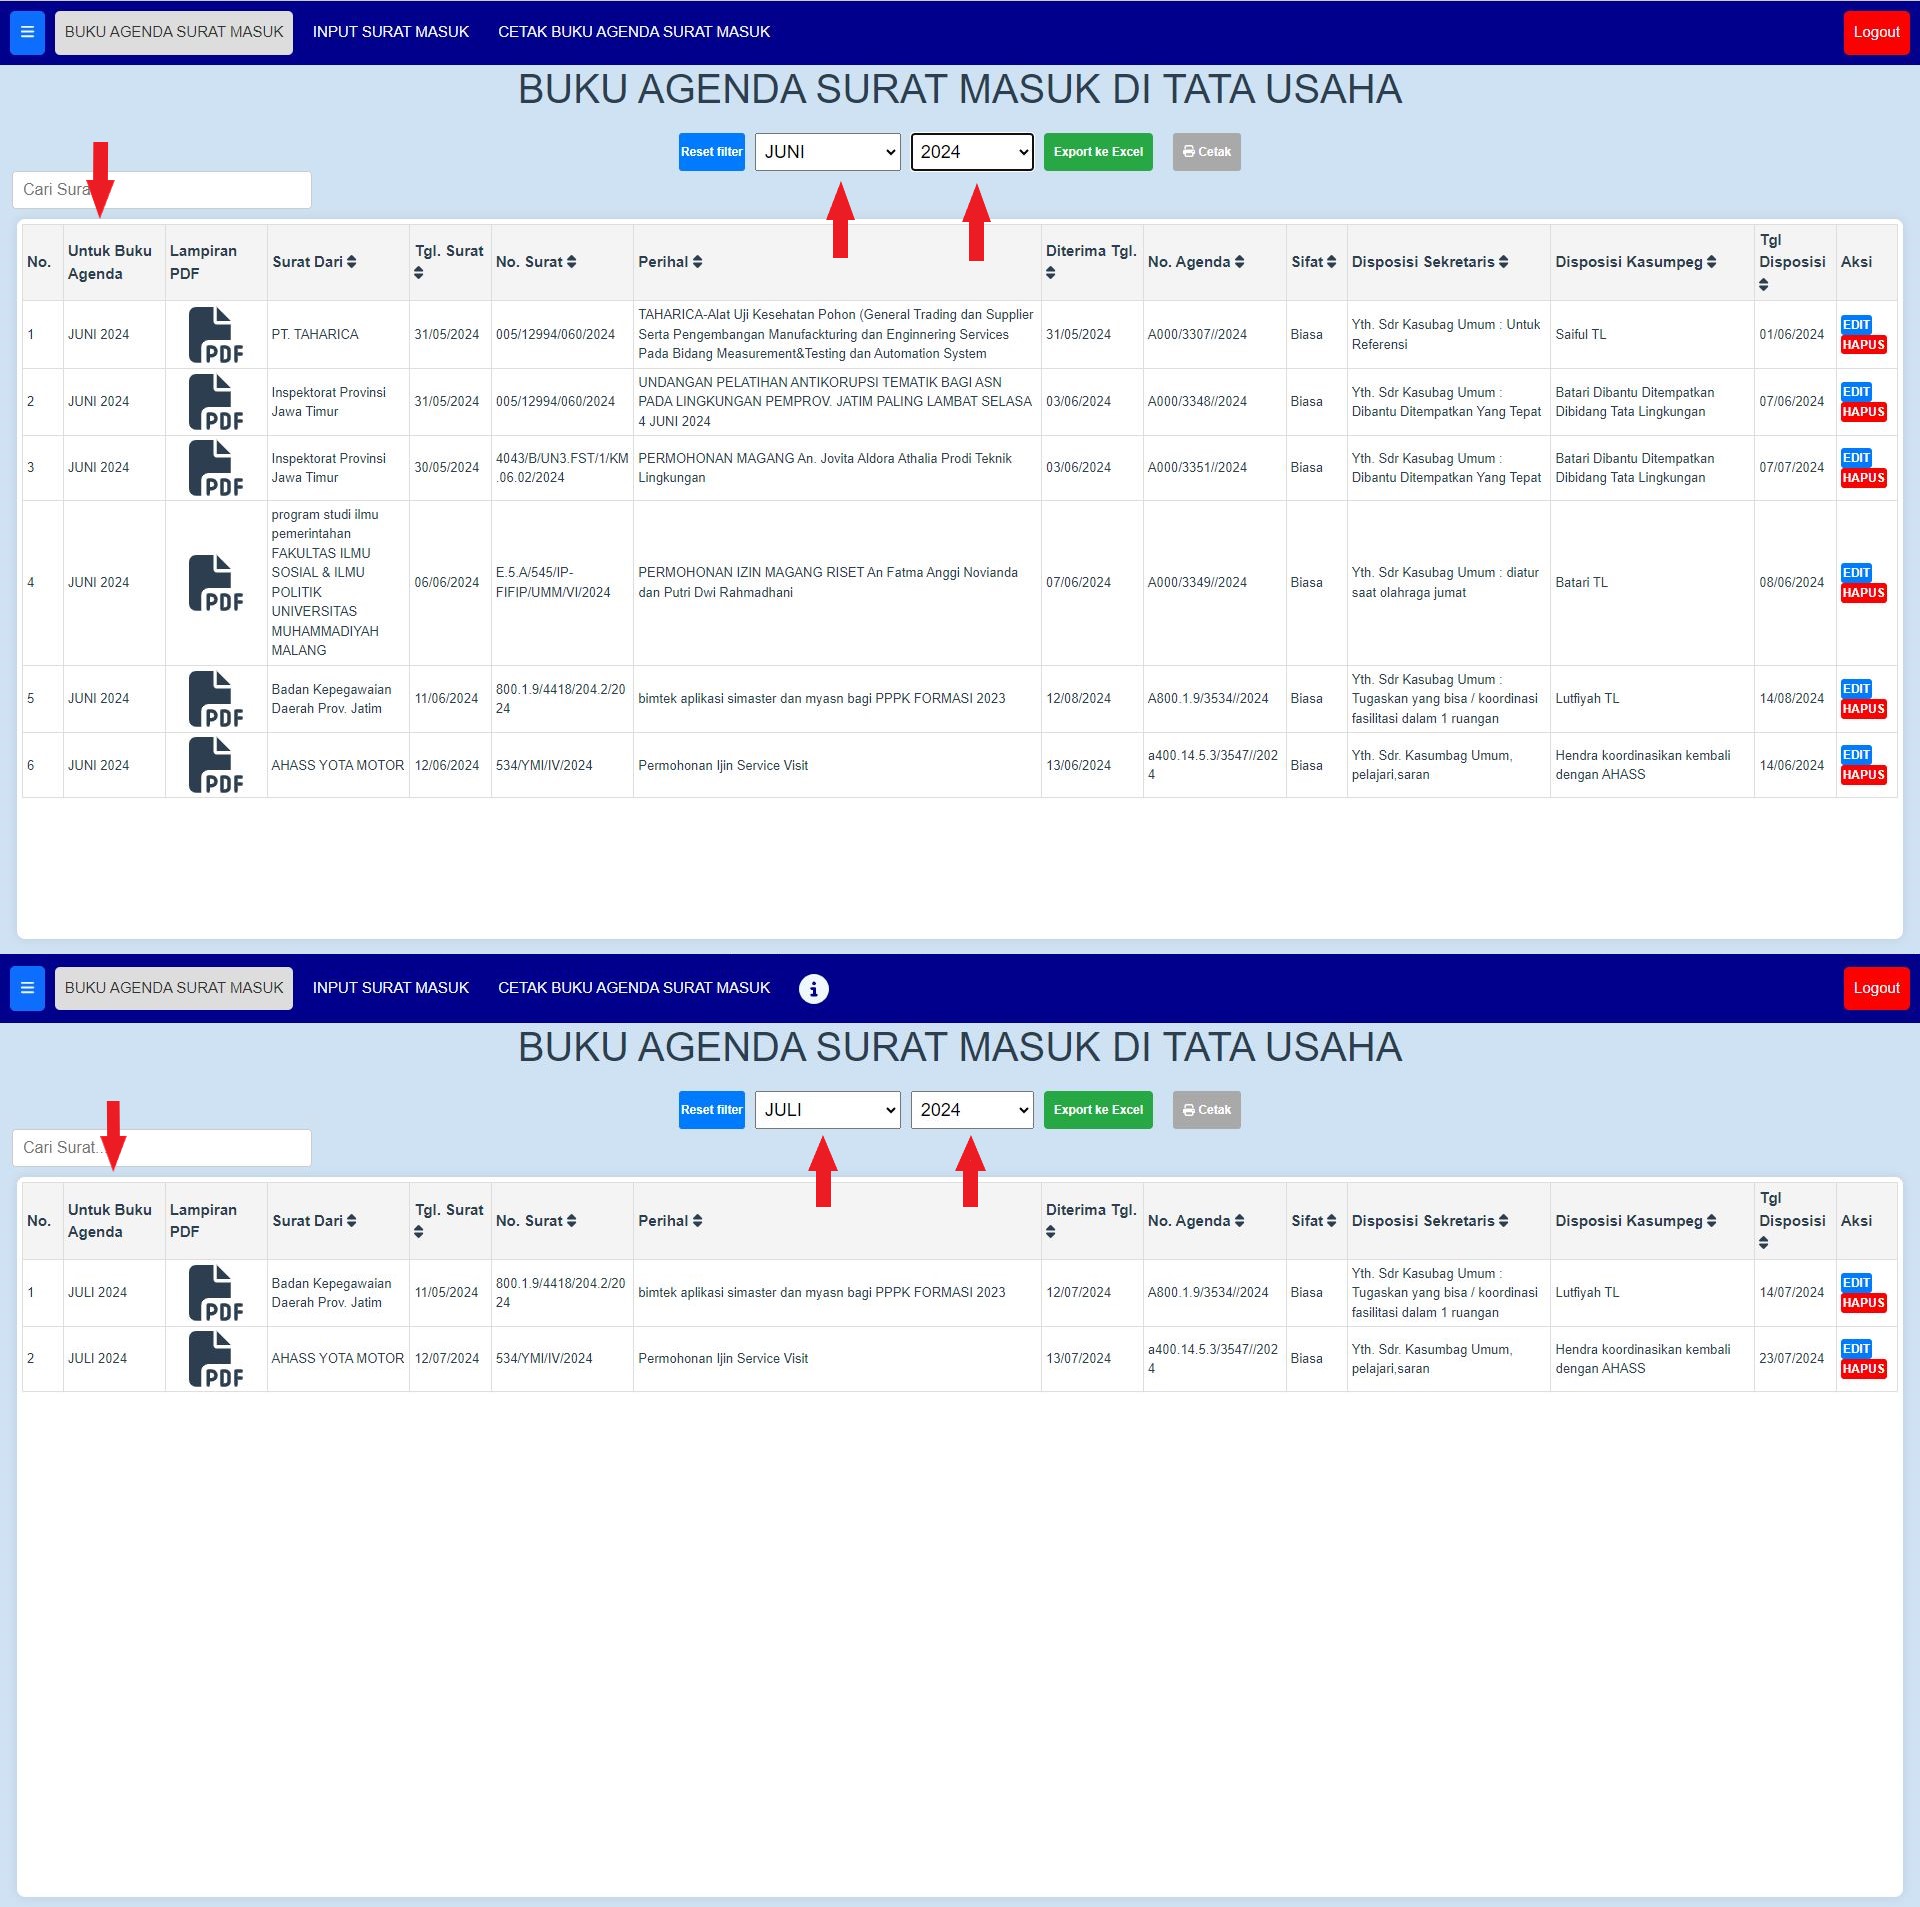 BUKU AGENDA SURAT MASUK INPUT SURAT MASUK CETAK BUKU AGENDA SURAT MASUK Logout
BUKU AGENDA SURAT MASUK DI TATA USAHA
Reset filter JUNI 2024 Export ke Excel Cetak
Cari Sura
No. Untuk Buku Agenda Lampiran PDF Surat Dari Tgl. Surat No. Surat Perihal Diterima Tgl. No. Agenda Sifat Disposisi Sekretaris Disposisi Kasumpeg Tgl Disposisi Aksi
1 JUNI 2024 PDF PT. TAHARICA 31/05/2024 005/12994/060/2024 TAHARICA-Alat Uji Kesehatan Pohon (General Trading dan Supplier Serta Pengembangan Manufackturing dan Enginnering Services Pada Bidang Measurement&Testing dan Automation System 31/05/2024 A000/3307//2024 Biasa Yth. Sdr Kasubag Umum : Untuk Referensi Saiful TL 01/06/2024 EDIT HAPUS
2 JUNI 2024 PDF Inspektorat Provinsi Jawa Timur 31/05/2024 005/12994/060/2024 UNDANGAN PELATIHAN ANTIKORUPSI TEMATIK BAGI ASN PADA LINGKUNGAN PEMPROV. JATIM PALING LAMBAT SELASA 4 JUNI 2024 03/06/2024 A000/3348//2024 Biasa Yth. Sdr Kasubag Umum : Dibantu Ditempatkan Yang Tepat Batari Dibantu Ditempatkan Dibidang Tata Lingkungan 07/06/2024 EDIT HAPUS
3 JUNI 2024 PDF Inspektorat Provinsi Jawa Timur 30/05/2024 4043/B/UN3.FST/1/KM.06.02/2024 PERMOHONAN MAGANG An. Jovita Aldora Athalia Prodi Teknik Lingkungan 03/06/2024 A000/3351//2024 Biasa Yth. Sdr Kasubag Umum : Dibantu Ditempatkan Yang Tepat Batari Dibantu Ditempatkan Dibidang Tata Lingkungan 07/07/2024 EDIT HAPUS
4 JUNI 2024 PDF program studi ilmu pemerintahan FAKULTAS ILMU SOSIAL & ILMU POLITIK UNIVERSITAS MUHAMMADIYAH MALANG 06/06/2024 E.5.A/545/IP-FIFIP/UMM/VI/2024 PERMOHONAN IZIN MAGANG RISET An Fatma Anggi Novianda dan Putri Dwi Rahmadhani 07/06/2024 A000/3349//2024 Biasa Yth. Sdr Kasubag Umum : diatur saat olahraga jumat Batari TL 08/06/2024 EDIT HAPUS
5 JUNI 2024 PDF Badan Kepegawaian Daerah Prov. Jatim 11/06/2024 800.1.9/4418/204.2/2024 bimtek aplikasi simaster dan myasn bagi PPPK FORMASI 2023 12/08/2024 A800.1.9/3534//2024 Biasa Yth. Sdr Kasubag Umum : Tugaskan yang bisa / koordinasi fasilitasi dalam 1 ruangan Lutfiyah TL 14/08/2024 EDIT HAPUS
6 JUNI 2024 PDF AHASS YOTA MOTOR 12/06/2024 534/YMI/IV/2024 Permohonan Ijin Service Visit 13/06/2024 a400.14.5.3/3547//2024 Biasa Yth. Sdr. Kasumbag Umum, pelajari,saran Hendra koordinasikan kembali dengan AHASS 14/06/2024 EDIT HAPUS
BUKU AGENDA SURAT MASUK INPUT SURAT MASUK CETAK BUKU AGENDA SURAT MASUK i Logout
BUKU AGENDA SURAT MASUK DI TATA USAHA
Reset filter JULI 2024 Export ke Excel Cetak
Cari Surat..
No. Untuk Buku Agenda Lampiran PDF Surat Dari Tgl. Surat No. Surat Perihal Diterima Tgl. No. Agenda Sifat Disposisi Sekretaris Disposisi Kasumpeg Tgl Disposisi Aksi
1 JULI 2024 PDF Badan Kepegawaian Daerah Prov. Jatim 11/05/2024 800.1.9/4418/204.2/2024 bimtek aplikasi simaster dan myasn bagi PPPK FORMASI 2023 12/07/2024 A800.1.9/3534//2024 Biasa Yth. Sdr Kasubag Umum : Tugaskan yang bisa / koordinasi fasilitasi dalam 1 ruangan Lutfiyah TL 14/07/2024 EDIT HAPUS
2 JULI 2024 PDF AHASS YOTA MOTOR 12/07/2024 534/YMI/IV/2024 Permohonan Ijin Service Visit 13/07/2024 a400.14.5.3/3547//2024 Biasa Yth. Sdr. Kasumbag Umum, pelajari,saran Hendra koordinasikan kembali dengan AHASS 23/07/2024 EDIT HAPUS